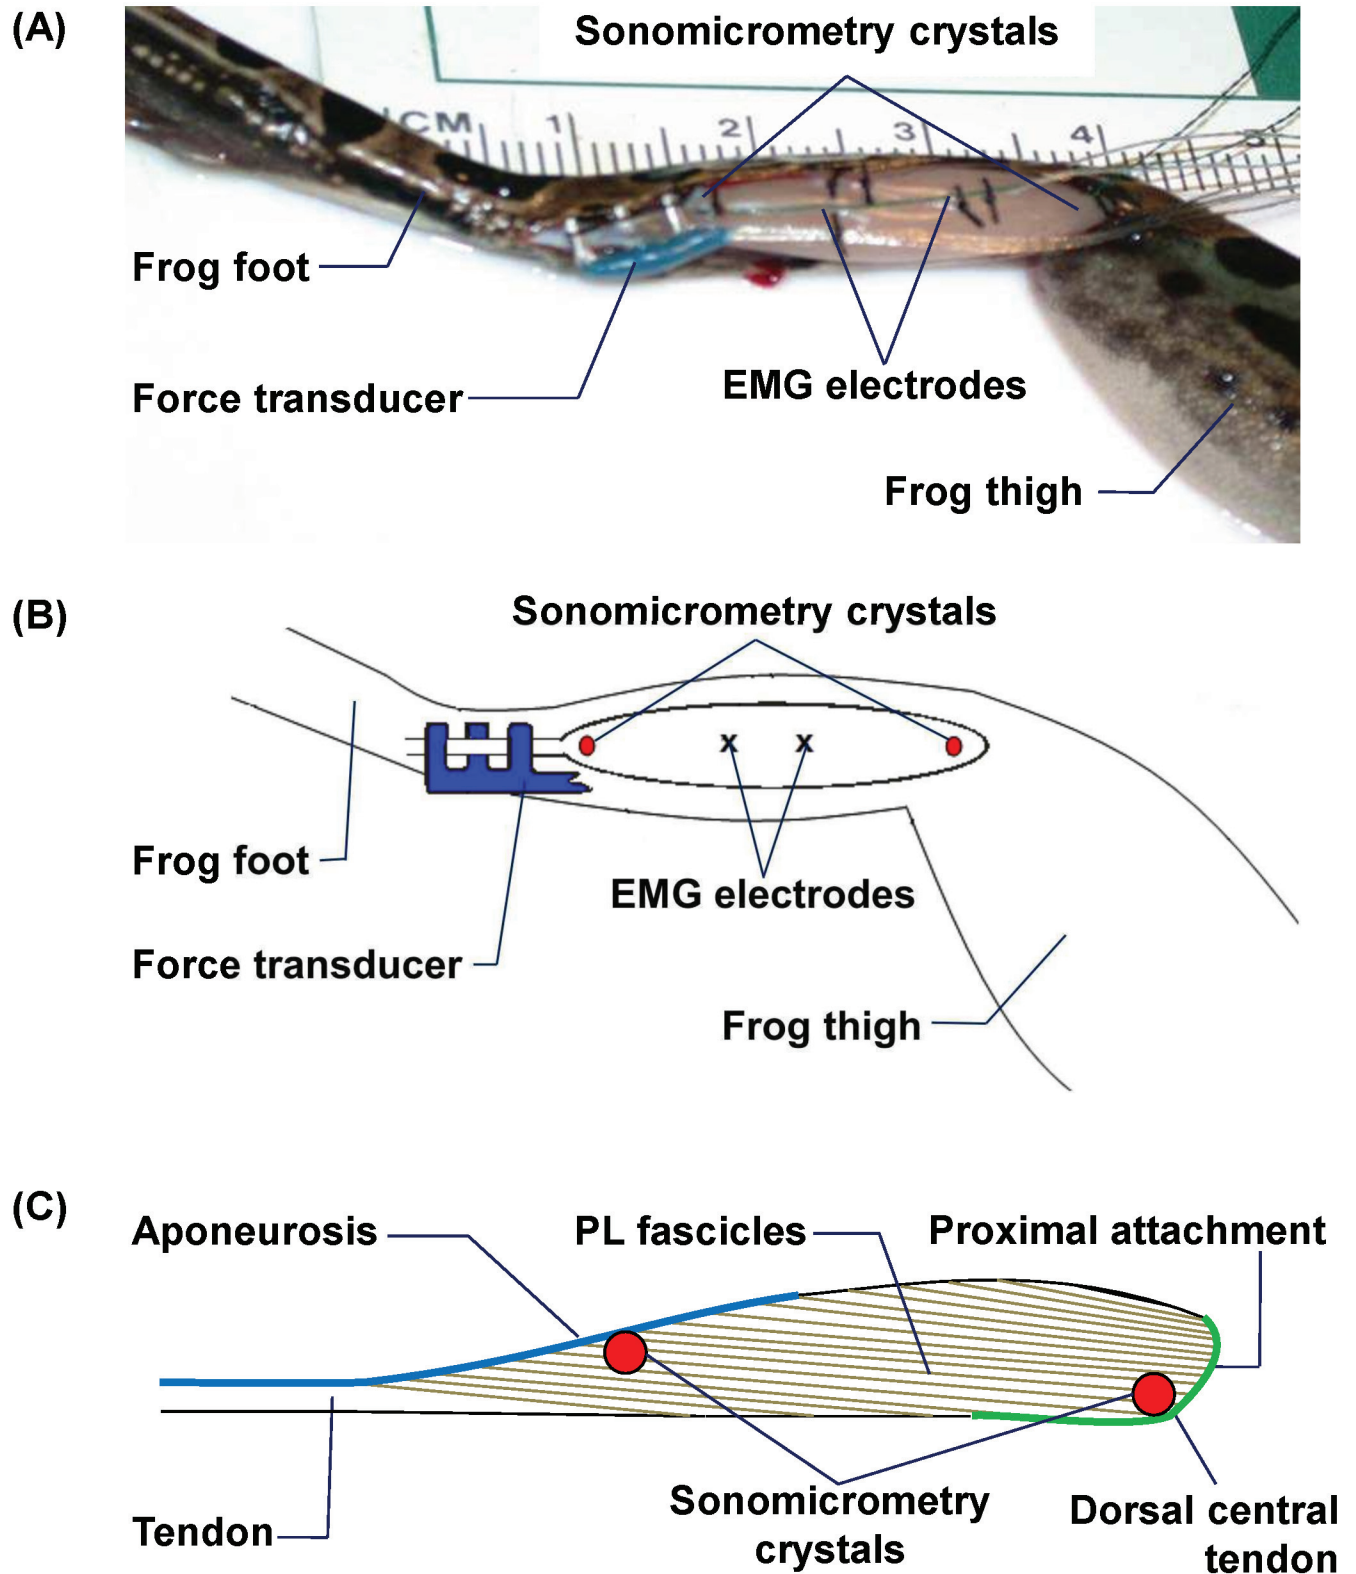 (A)
Sonomicrometry crystals
CM 1 2 3 4 5
Frog foot
Force transducer
EMG electrodes
Frog thigh
(B)
Sonomicrometry crystals
Frog foot
EMG electrodes
Force transducer
Frog thigh
(C)
Aponeurosis
PL fascicles
Proximal attachment
Sonomicrometry
crystals
Dorsal central
tendon
Tendon